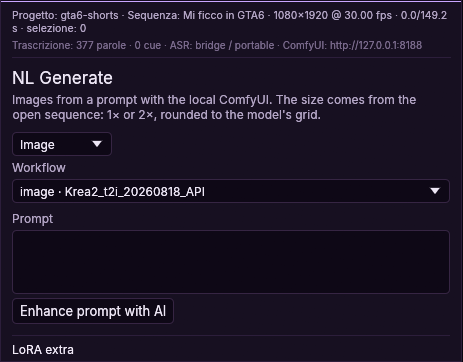 Progetto: gta6-shorts · Sequenza: Mi ficco in GTA6 · 1080×1920 @ 30.00 fps · 0.0/149.2
s · selezione: 0
Trascrizione: 377 parole · 0 cue · ASR: bridge / portable · ComfyUI: http://127.0.0.1:8188
NL Generate
Images from a prompt with the local ComfyUI. The size comes from the
open sequence: 1× or 2×, rounded to the model's grid.
Image
Workflow
image · Krea2_t2i_20260818_API
Prompt
Enhance prompt with AI
LoRA extra